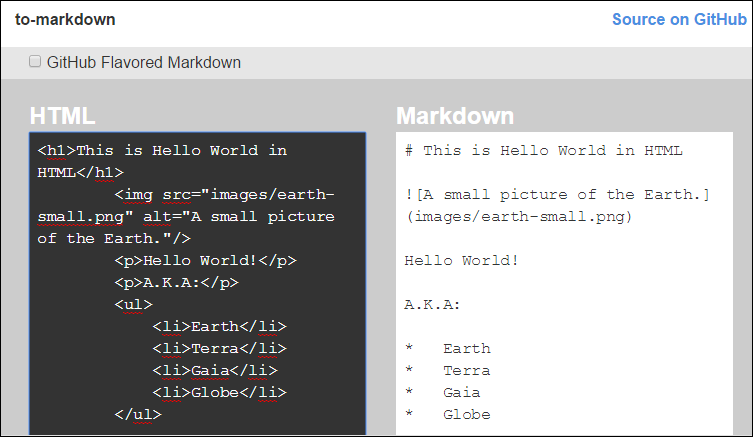 to-markdown
Source on GitHub
GitHub Flavored Markdown
HTML
<h1>This is Hello World in
HTML</h1>
<img src="images/earth-
small.png" alt="A small picture
of the Earth."/>
<p>Hello World!</p>
<p>A.K.A:</p>
<ul>
<li>Earth</li>
<li>Terra</li>
<li>Gaia</li>
<li>Globe</li>
</ul>
Markdown
# This is Hello World in HTML
![A small picture of the Earth.]
(images/earth-small.png)
Hello World!
A.K.A:
* Earth
* Terra
* Gaia
* Globe